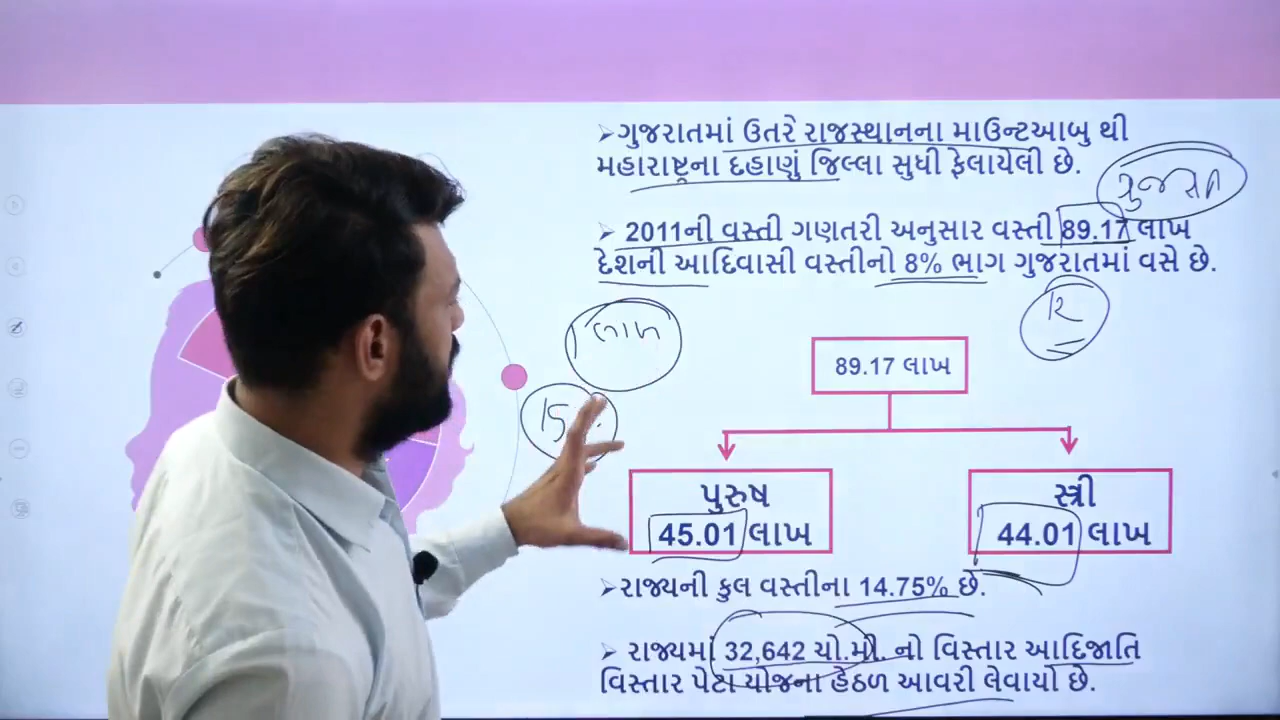 ➢ગુજરાતમાં ઉતરે રાજસ્થાનના માઉન્ટઆબુ થી
મહારાષ્ટ્રના દહાણું જિલ્લા સુધી ફેલાયેલી છે.
➢ 2011ની વસ્તી ગણતરી અનુસાર વસ્તી 89.17 લાખ
દેશની આદિવાસી વસ્તીનો 8% ભાગ ગુજરાતમાં વસે છે.
લાખ
89.17 લાખ
15
પુરુષ
45.01 લાખ
સ્ત્રી
44.01 લાખ
➢રાજ્યની કુલ વસ્તીના 14.75% છે.
➢ રાજ્યમાં 32,642 ચો.મી. નો વિસ્તાર આદિજાતિ
વિસ્તાર પેટા યોજના હેઠળ આવરી લેવાયો છે.